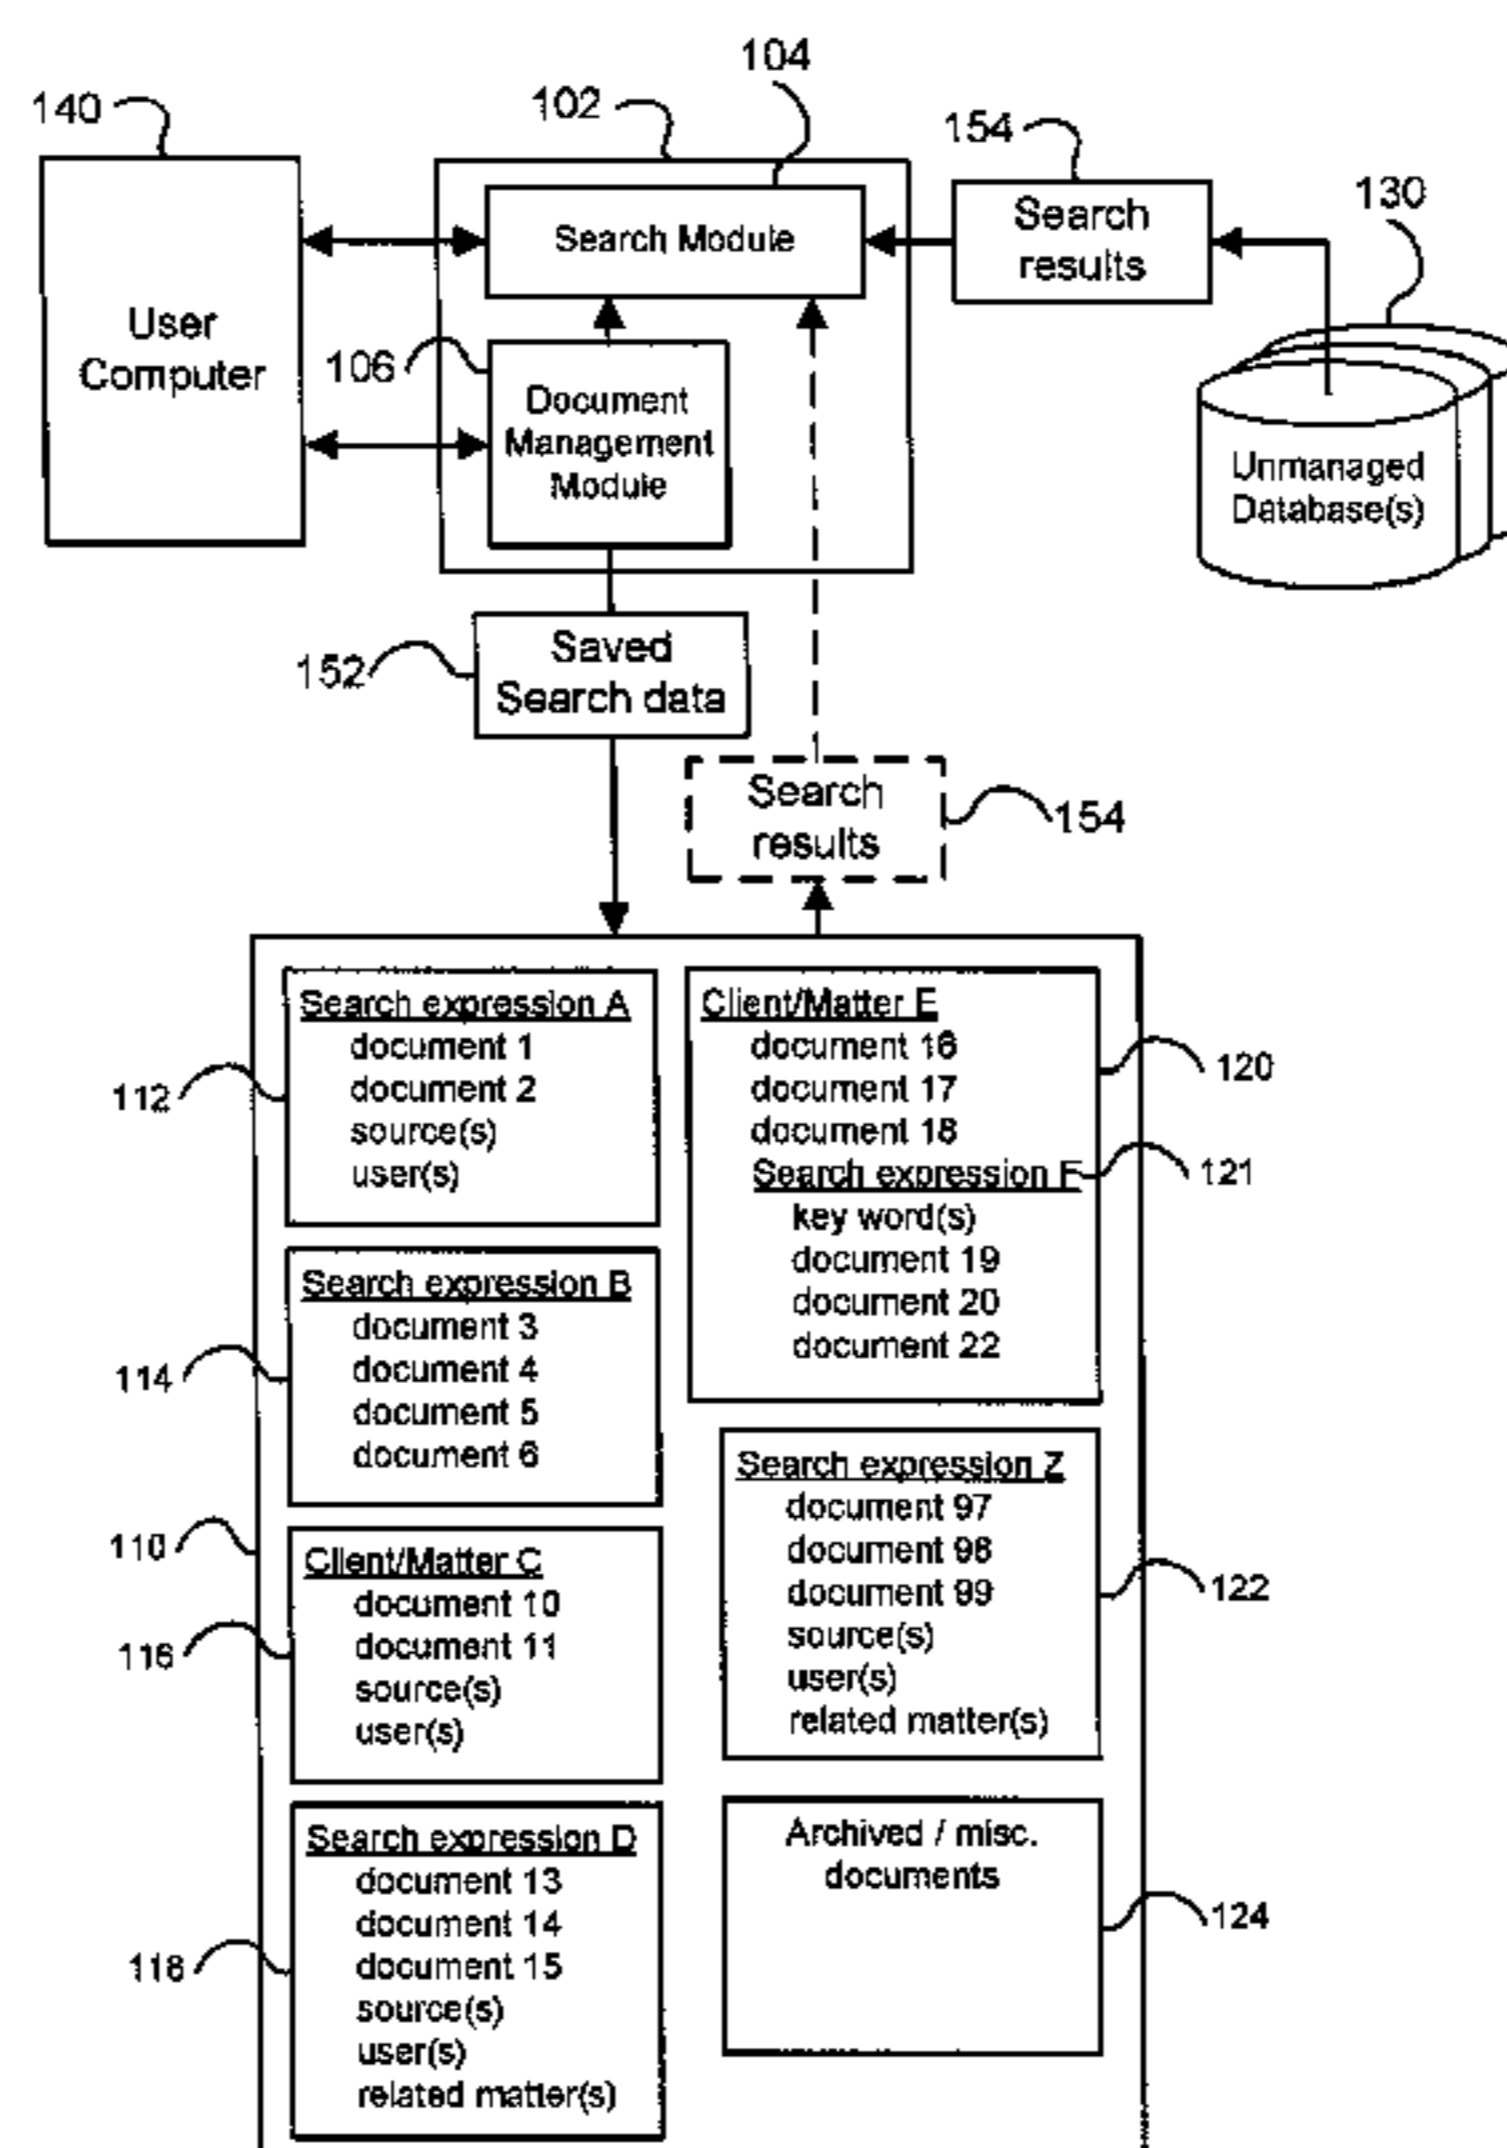 104
140
102
154
130
Search Module
Search
results
User
Computer
106
Document
Management
Module
Unmanaged
Database(s)
152
Saved
Search data
Search
results
154
Search expression A
document 1
document 2
source(s)
user(s)
112
Search expression B
document 3
document 4
document 5
document 6
114
110
Client/Matter C
document 10
document 11
source(s)
user(s)
116
Search expression D
document 13
document 14
document 15
source(s)
user(s)
related matter(s)
118
Client/Matter E
document 16
document 17
document 18
Search expression F
key word(s)
document 19
document 20
document 22
120
121
Search expression Z
document 97
document 98
document 99
source(s)
user(s)
related matter(s)
122
Archived / misc.
documents
124